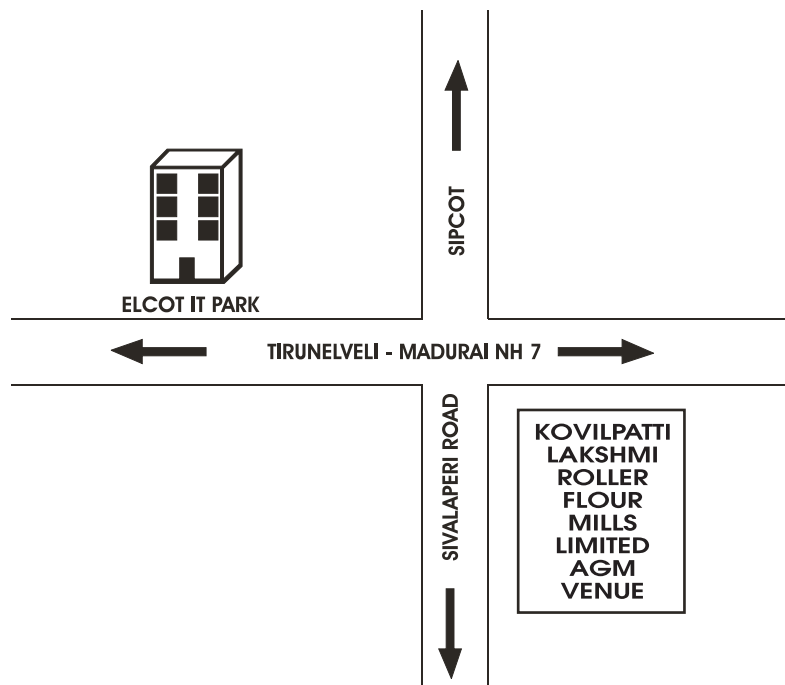 SIPCOT
ELCOT IT PARK
TIRUNELVELI - MADURAI NH 7
SIVALAPERI ROAD
KOVILPATTI
LAKSHMI
ROLLER
FLOUR
MILLS
LIMITED
AGM
VENUE